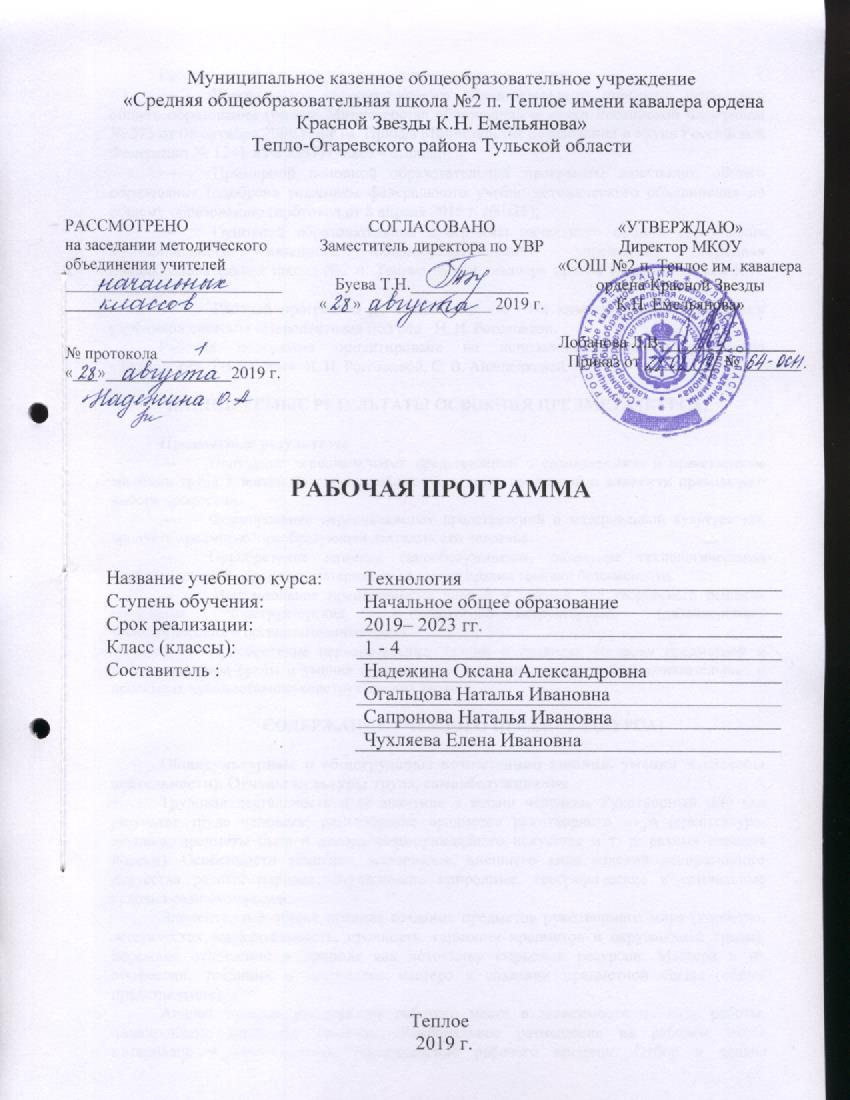 Муниципальное казенное общеобразовательное учреждение
«Средняя общеобразовательная школа №2 п. Теплое имени кавалера ордена
Красной Звезды К.Н. Емельянова»
Тепло-Огаревского района Тульской области
РАССМОТРЕНО
на заседании методического
объединения учителей
начальных
классов
№ протокола 1
«28» августа 2019 г.
Надежина О.А
СОГЛАСОВАНО
Заместитель директора по УВР
Буева Т.Н.
«28» августа 2019 г.
«УТВЕРЖДАЮ»
Директор МКОУ
«СОШ №2 п. Теплое им. кавалера
ордена Красной Звезды
К.Н. Емельянова»
Лобанова Л.В.
Приказ от № 64-осн.
РАБОЧАЯ ПРОГРАММА
Название учебного курса: Технология
Ступень обучения: Начальное общее образование
Срок реализации: 2019– 2023 гг.
Класс (классы): 1 - 4
Составитель : Надежина Оксана Александровна
Огальцова Наталья Ивановна
Сапронова Наталья Ивановна
Чухляева Елена Ивановна
Теплое
2019 г.